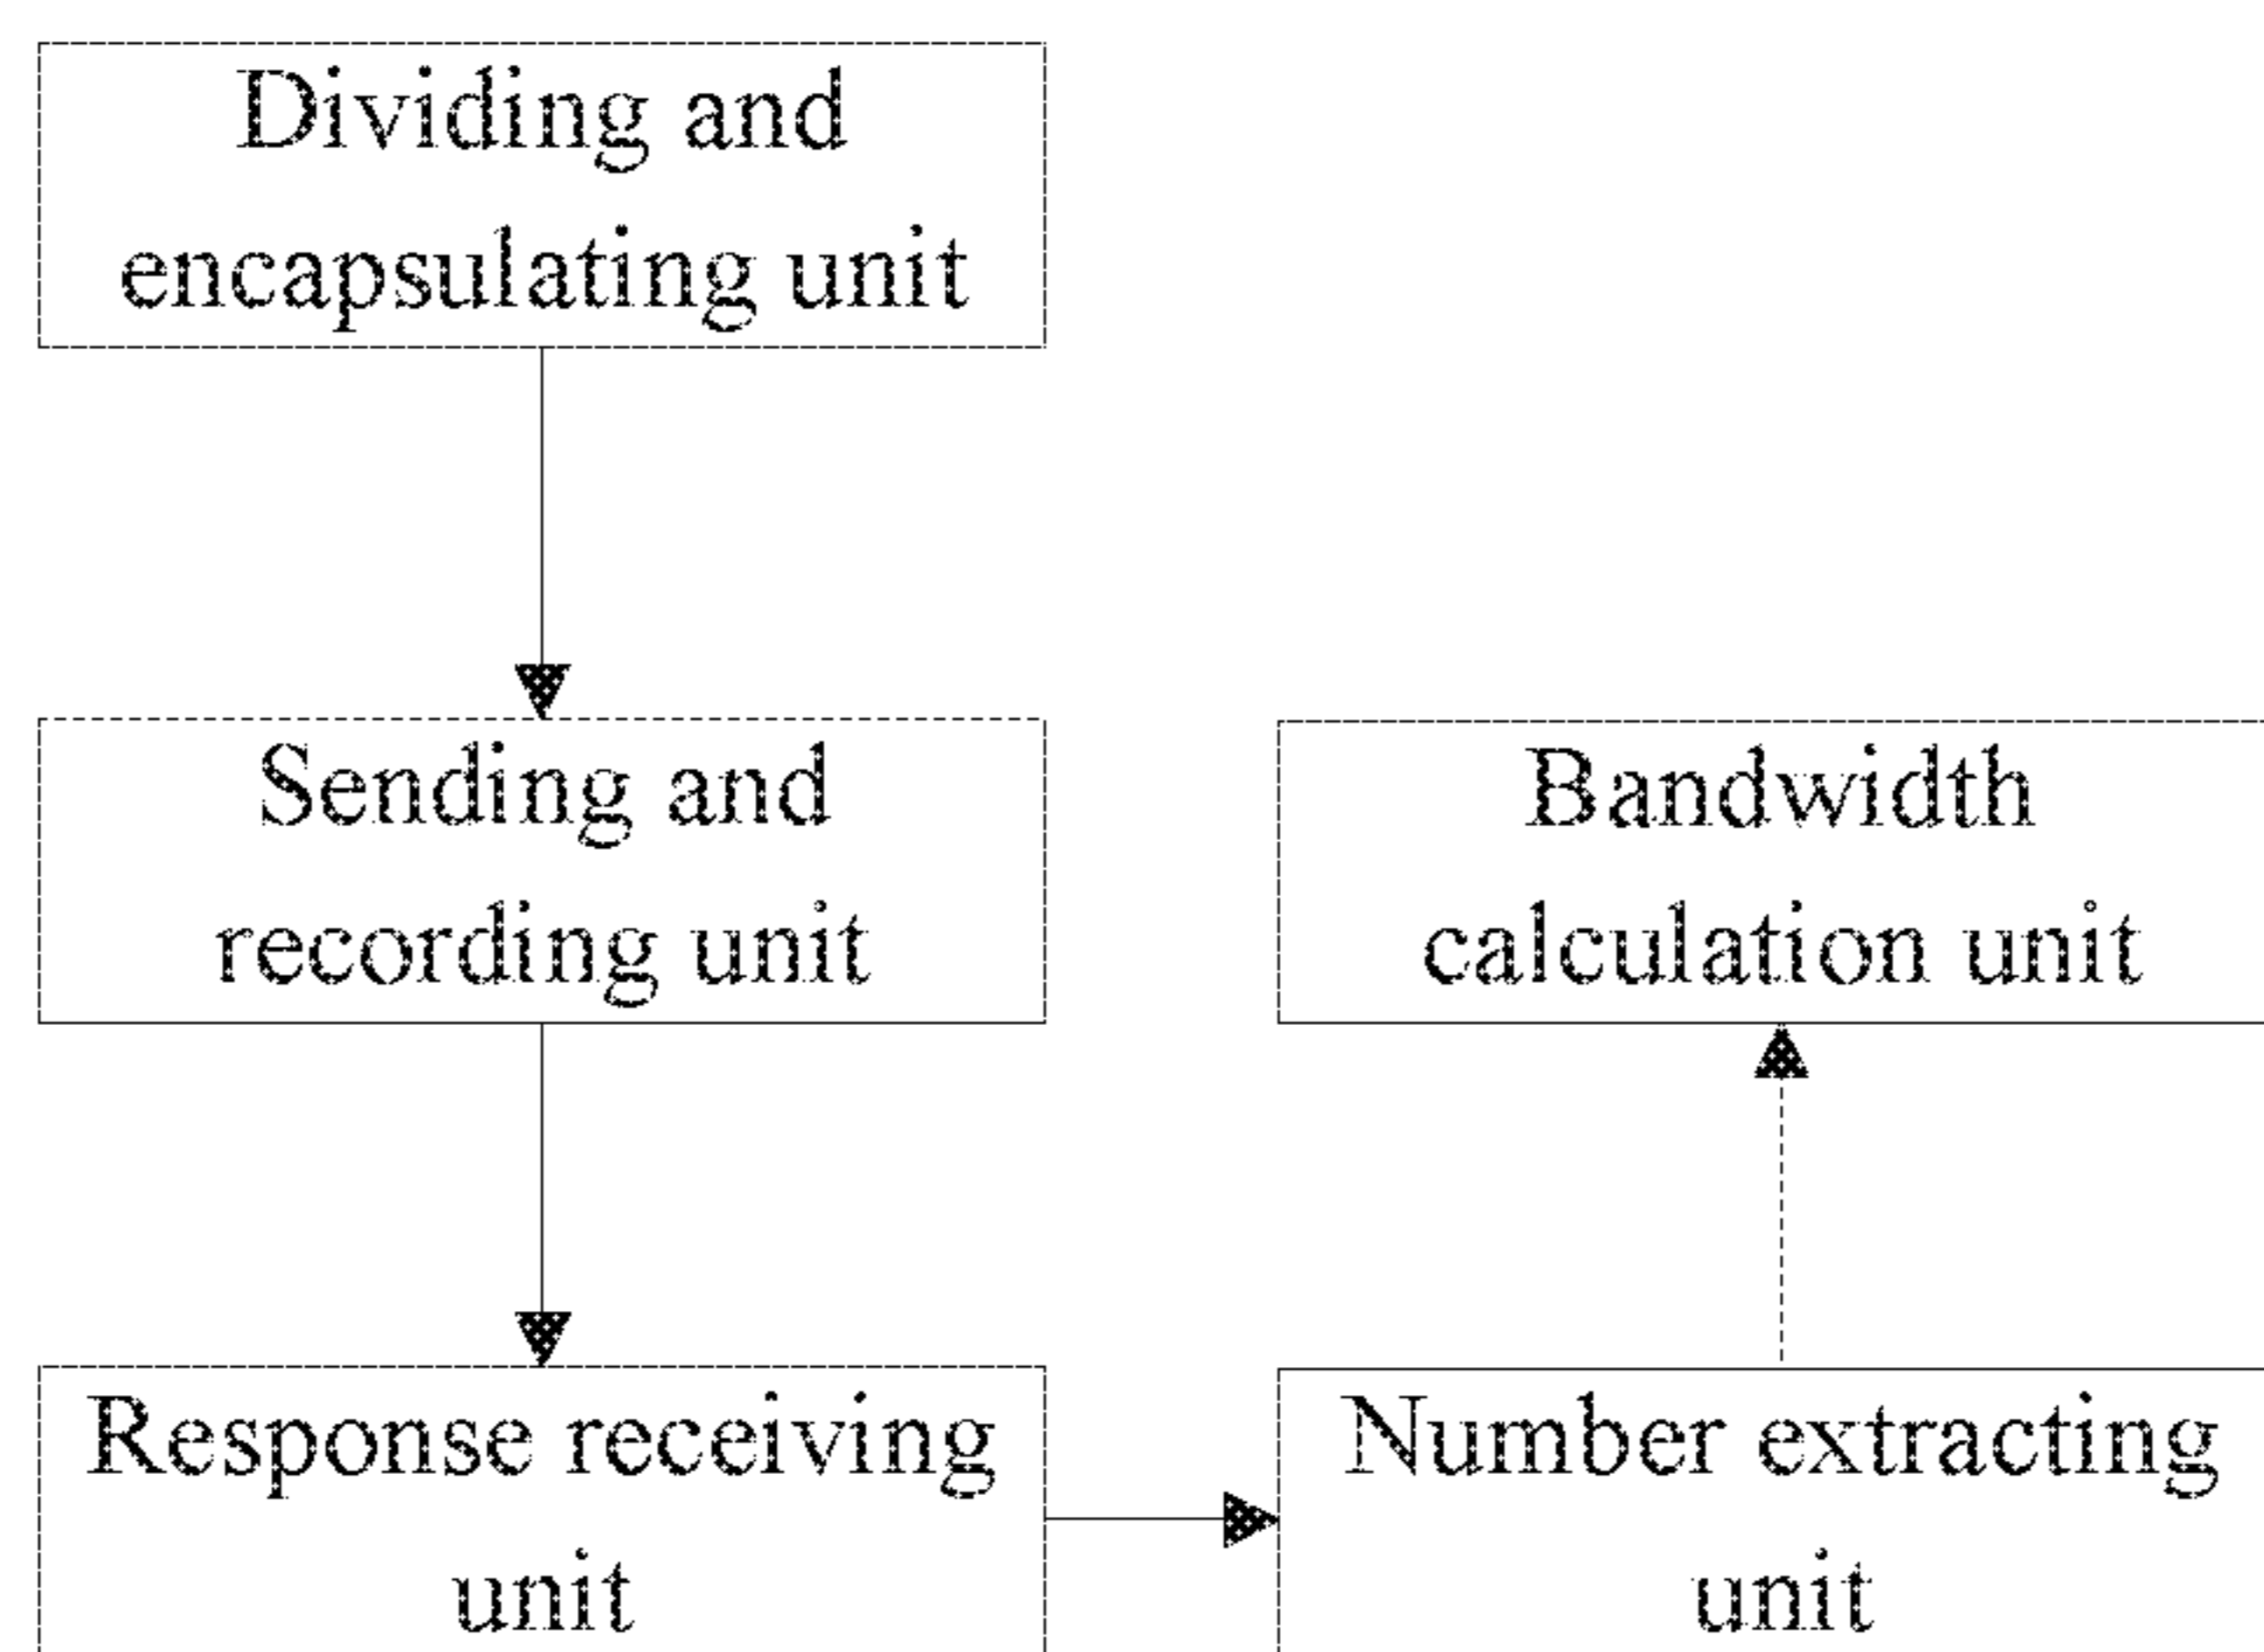 Dividing and
encapsulating unit
Sending and
recording unit
Bandwidth
calculation unit
Response receiving
unit
Number extracting
unit